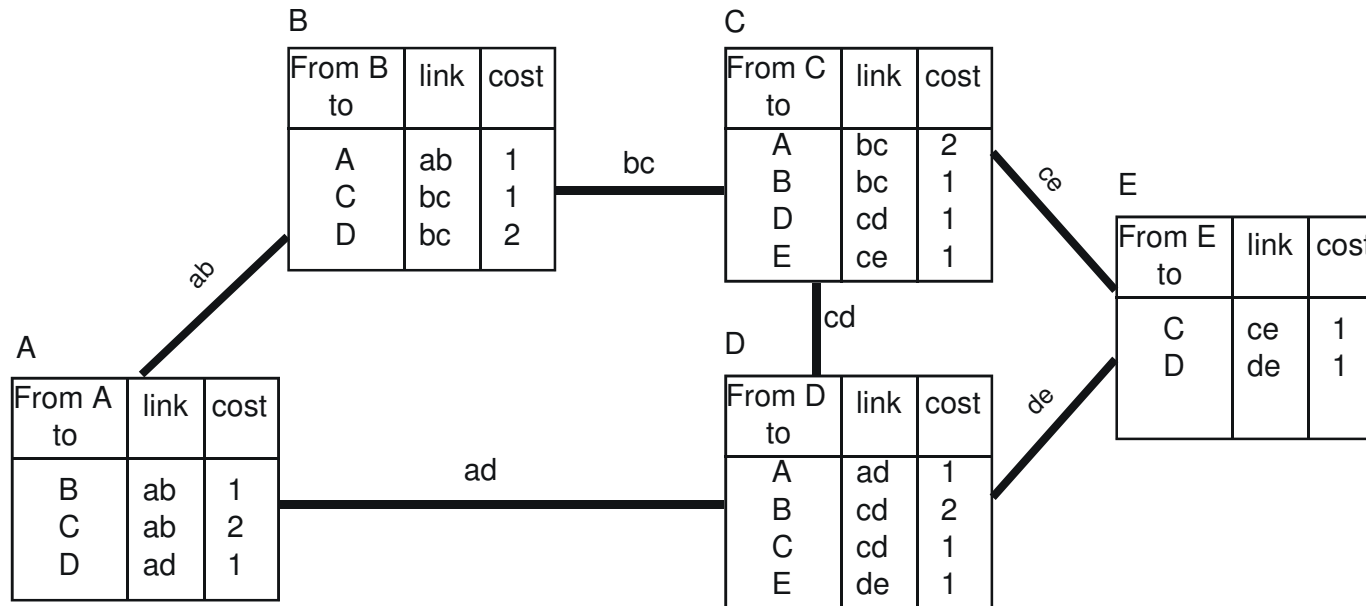 B
From B to link cost
A ab 1
C bc 1
D bc 2
bc
C
From C to link cost
A bc 2
B bc 1
D cd 1
E ce 1
ce
E
From E to link cost
C ce 1
D de 1
ab
cd
A
From A to link cost
B ab 1
C ab 2
D ad 1
ad
D
From D to link cost
A ad 1
B cd 2
C cd 1
E de 1
de